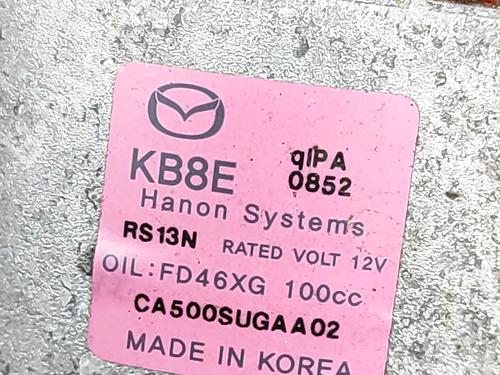 KB8E qIPA
0852
Hanon Systems
RS13N RATED VOLT 12V
OIL:FD46XG 100cc
CA500SUGAA02
MADE IN KOREA